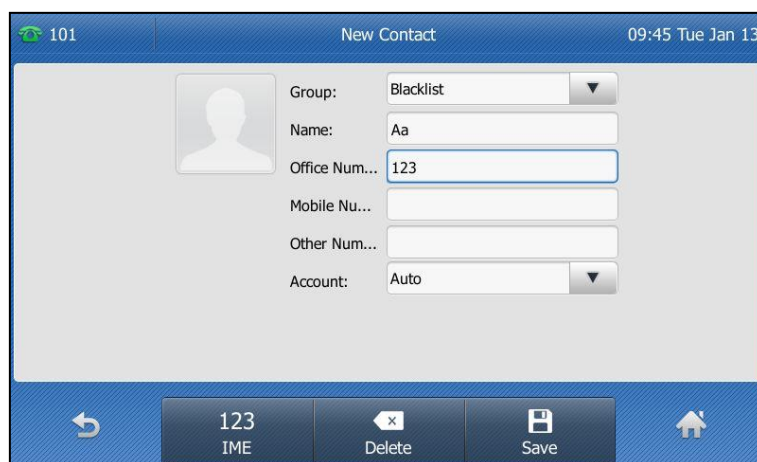 101 New Contact 09:45 Tue Jan 13
Group: Blacklist
Name: Aa
Office Num... 123
Mobile Nu...
Other Num...
Account: Auto
123
IME Delete Save